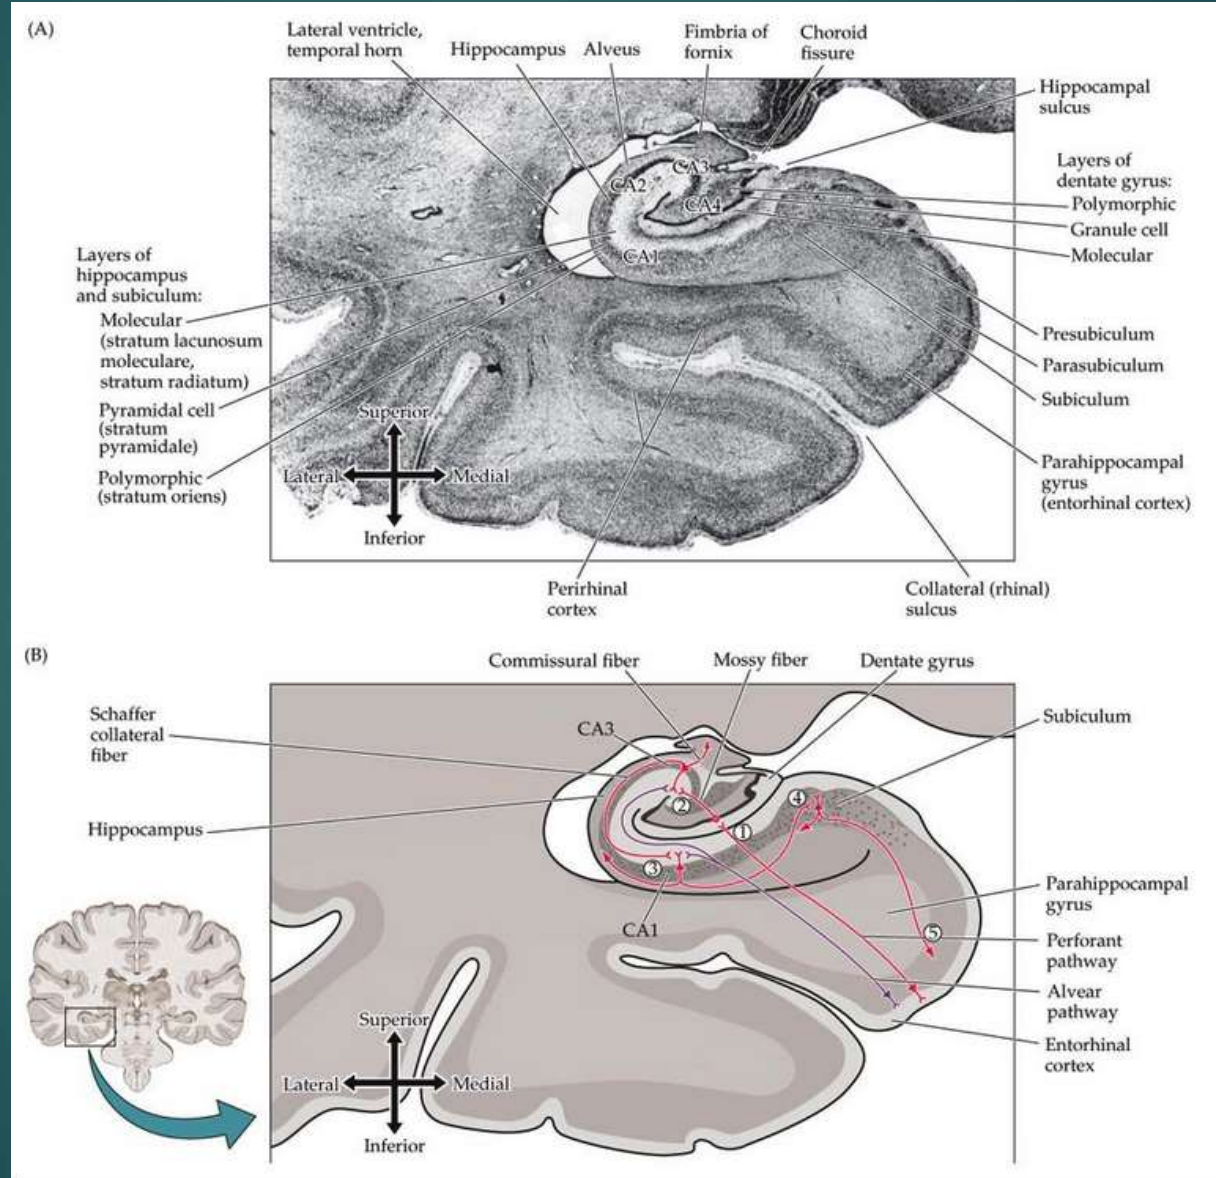 (A)
Lateral ventricle,
temporal horn
Hippocampus
Alveus
Fimbria of
fornix
Choroid
fissure
Hippocampal
sulcus
Layers of
dentate gyrus:
Polymorphic
Granule cell
Molecular
CA3
CA2
CA4
CA1
Layers of
hippocampus
and subiculum:
Molecular
(stratum lacunosum
moleculare,
stratum radiatum)
Pyramidal cell
(stratum
pyramidale)
Polymorphic
(stratum oriens)
Presubiculum
Parasubiculum
Subiculum
Parahippocampal
gyrus
(entorhinal cortex)
Superior
Lateral
Medial
Inferior
Perirhinal
cortex
Collateral (rhinal)
sulcus
(B)
Commissural fiber
Mossy fiber
Dentate gyrus
Schaffer
collateral
fiber
CA3
Subiculum
Hippocampus
②
④
①
③
CA1
⑤
Parahippocampal
gyrus
Perforant
pathway
Alvear
pathway
Entorhinal
cortex
Superior
Lateral
Medial
Inferior